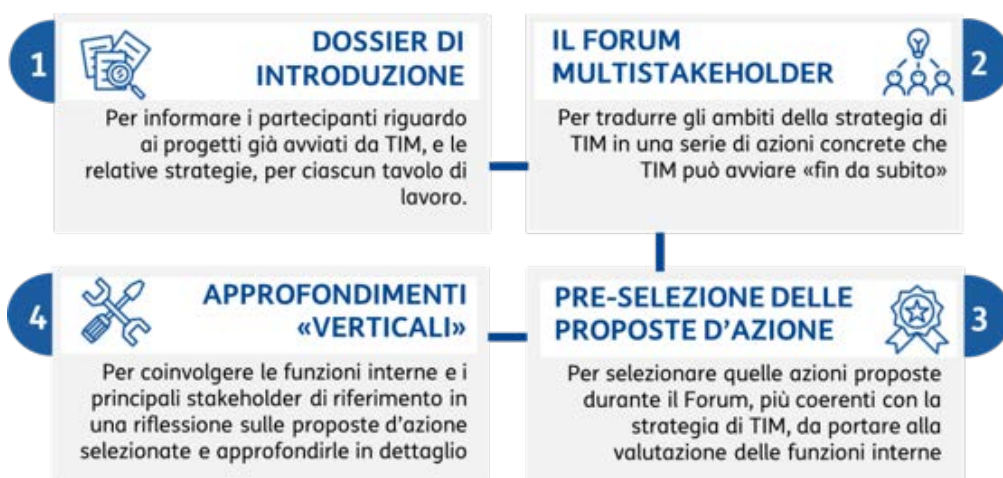 1
DOSSIER DI
INTRODUZIONE
Per informare i partecipanti riguardo
ai progetti già avviati da TIM, e le
relative strategie, per ciascun tavolo di
lavoro.
IL FORUM
MULTISTAKEHOLDER
2
Per tradurre gli ambiti della strategia di
TIM in una serie di azioni concrete che
TIM può avviare «fin da subito»
PRE-SELEZIONE DELLE
PROPOSTE D'AZIONE
3
Per selezionare quelle azioni proposte
durante il Forum, più coerenti con la
strategia di TIM, da portare alla
valutazione delle funzioni interne
4
APPROFONDIMENTI
«VERTICALI»
Per coinvolgere le funzioni interne e i
principali stakeholder di riferimento in
una riflessione sulle proposte d'azione
selezionate e approfondirle in dettaglio